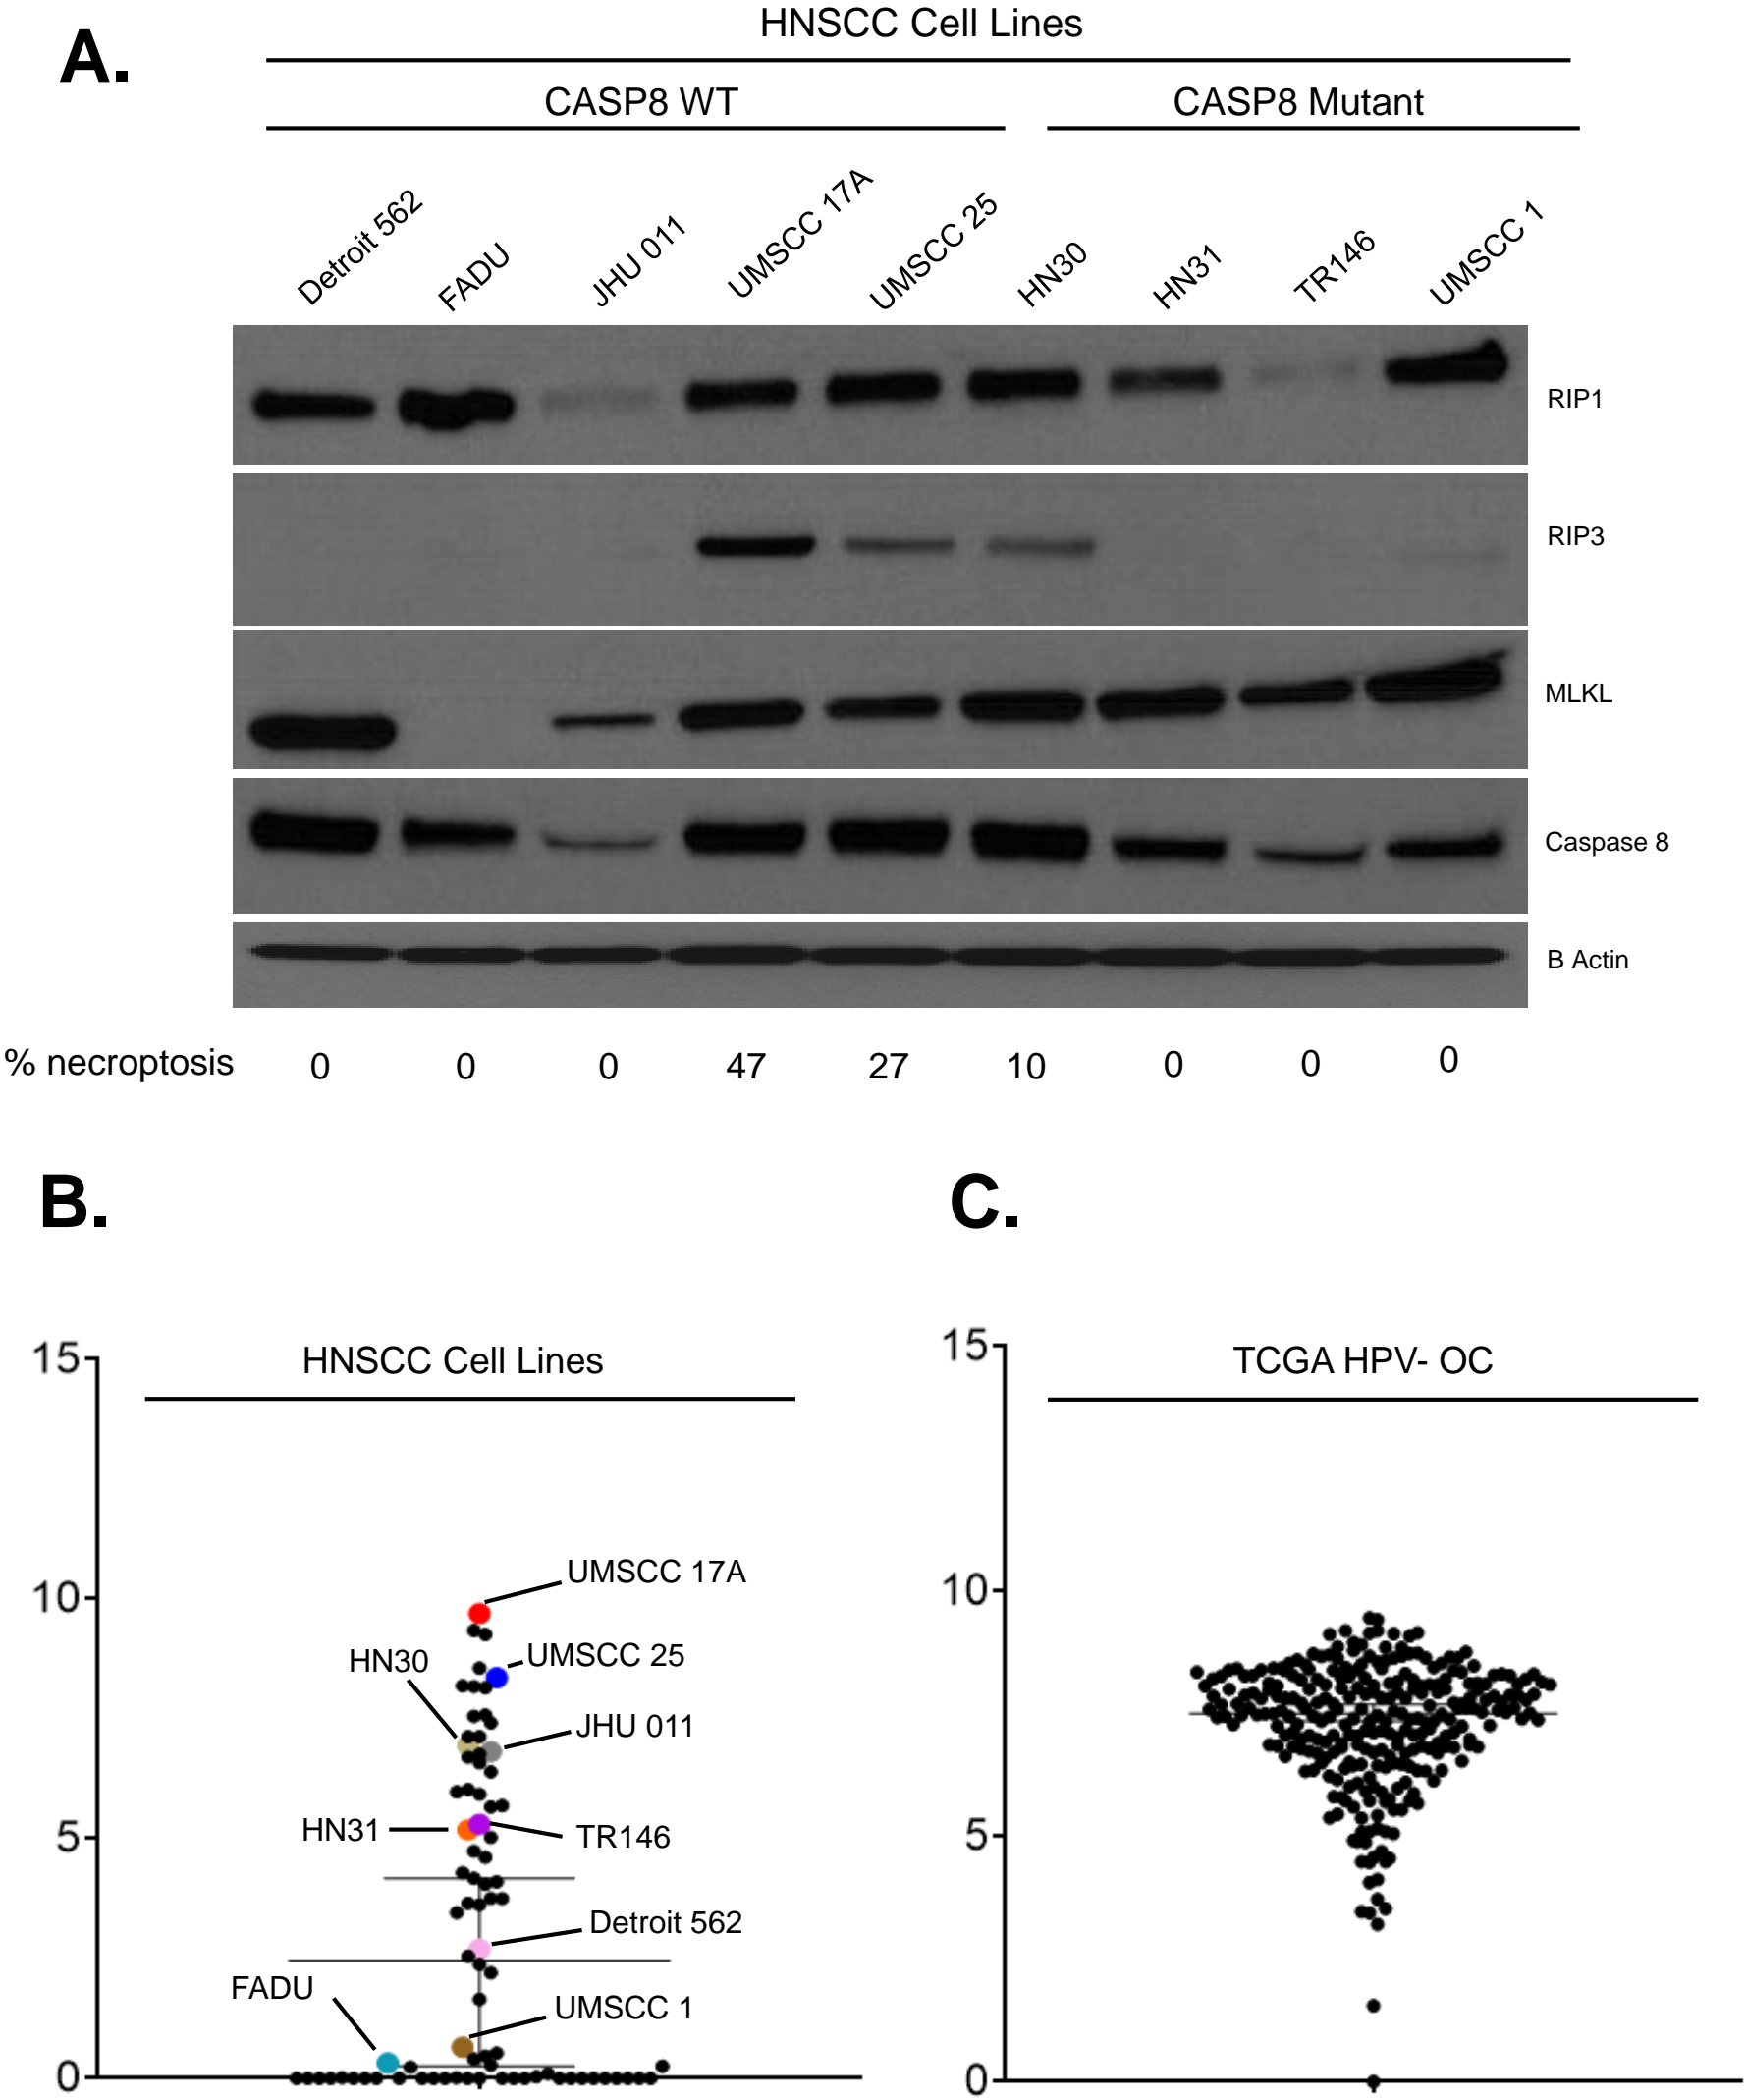 A.
HNSCC Cell Lines
CASP8 WT
CASP8 Mutant
Detroit 562
FADU
JHU 011
UMSCC 17A
UMSCC 25
HN30
HN31
TR146
UMSCC 1
RIP1
RIP3
MLKL
Caspase 8
B Actin
% necroptosis 0 0 0 47 27 10 0 0 0
B.
15
HNSCC Cell Lines
10
5
0
UMSCC 17A
HN30
UMSCC 25
JHU 011
HN31
TR146
Detroit 562
FADU
UMSCC 1
C.
15
TCGA HPV- OC
10
5
0